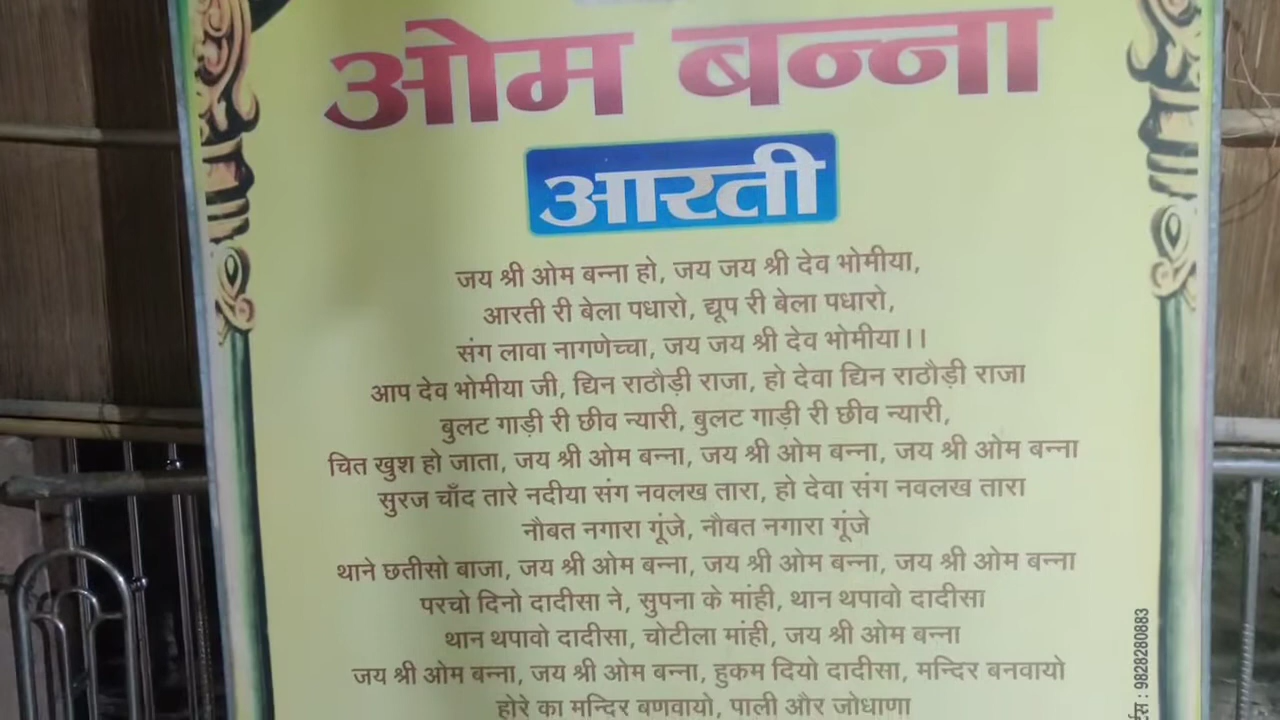 ओम बन्ना
आरती
जय श्री ओम बन्ना हो, जय जय श्री देव भोमीया,
आरती री बेला पधारो, द्यूप री बेला पधारो,
संग लावा नागणेच्चा, जय जय श्री देव भोमीया।।
आप देव भोमीया जी, द्यिन राठौड़ी राजा, हो देवा द्यिन राठौड़ी राजा
बुलट गाड़ी री छीव न्यारी, बुलट गाड़ी री छीव न्यारी,
चित खुश हो जाता, जय श्री ओम बन्ना, जय श्री ओम बन्ना, जय श्री ओम बन्ना
सुरज चाँद तारे नदीया संग नवलख तारा, हो देवा संग नवलख तारा
नौबत नगारा गूंजे, नौबत नगारा गूंजे
थाने छतीसो बाजा, जय श्री ओम बन्ना, जय श्री ओम बन्ना, जय श्री ओम बन्ना
परचो दिनो दादीसा ने, सुपना के मांही, थान थपावो दादीसा
थान थपावो दादीसा, चोटीला मांही, जय श्री ओम बन्ना
जय श्री ओम बन्ना, जय श्री ओम बन्ना, हुकम दियो दादीसा, मन्दिर बनवायो
होरे का मन्दिर बणवायो, पाली और जोधाणा
: 9828280883